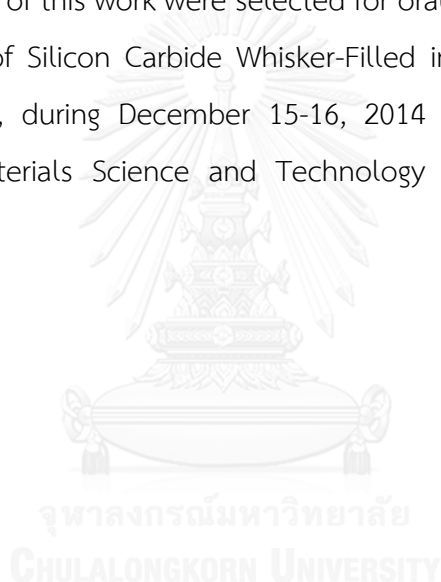 of this work were selected for oral
of Silicon Carbide Whisker-Filled in
, during December 15-16, 2014
terials Science and Technology
จุฬาลงกรณ์มหาวิทยาลัย
CHULALONGKORN UNIVERSITY